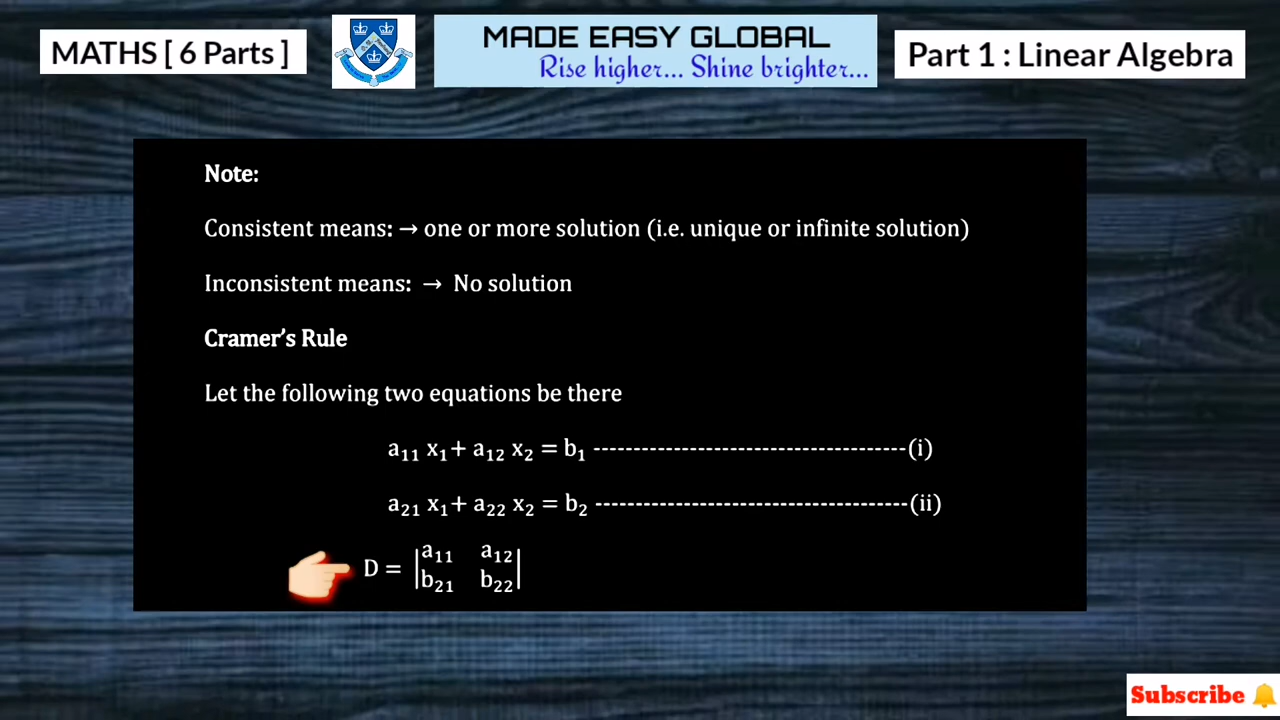 MATHS [ 6 Parts ]
MADE EASY GLOBAL
Rise higher... Shine brighter...
Part 1 : Linear Algebra
Note:
Consistent means: → one or more solution (i.e. unique or infinite solution)
Inconsistent means: → No solution
Cramer's Rule
Let the following two equations be there
a₁₁ x₁+ a₁₂ x₂ = b₁ ---------------------------------------(i)
a₂₁ x₁+ a₂₂ x₂ = b₂ ---------------------------------------(ii)
D = |a₁₁ a₁₂|
|b₂₁ b₂₂|
Subscribe